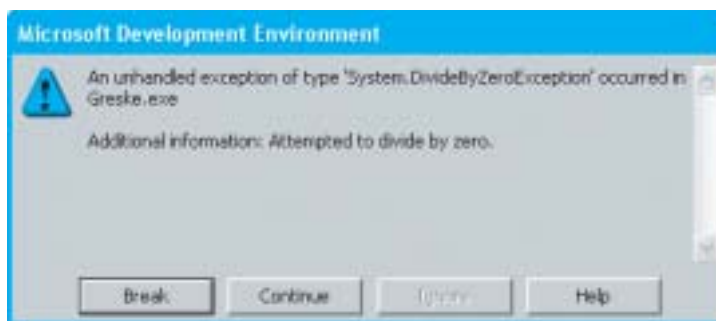 Microsoft Development Environment
An unhandled exception of type 'System.DivideByZeroException' occurred in
Greske.exe
Additional information: Attempted to divide by zero.
Break
Continue
Ignore
Help